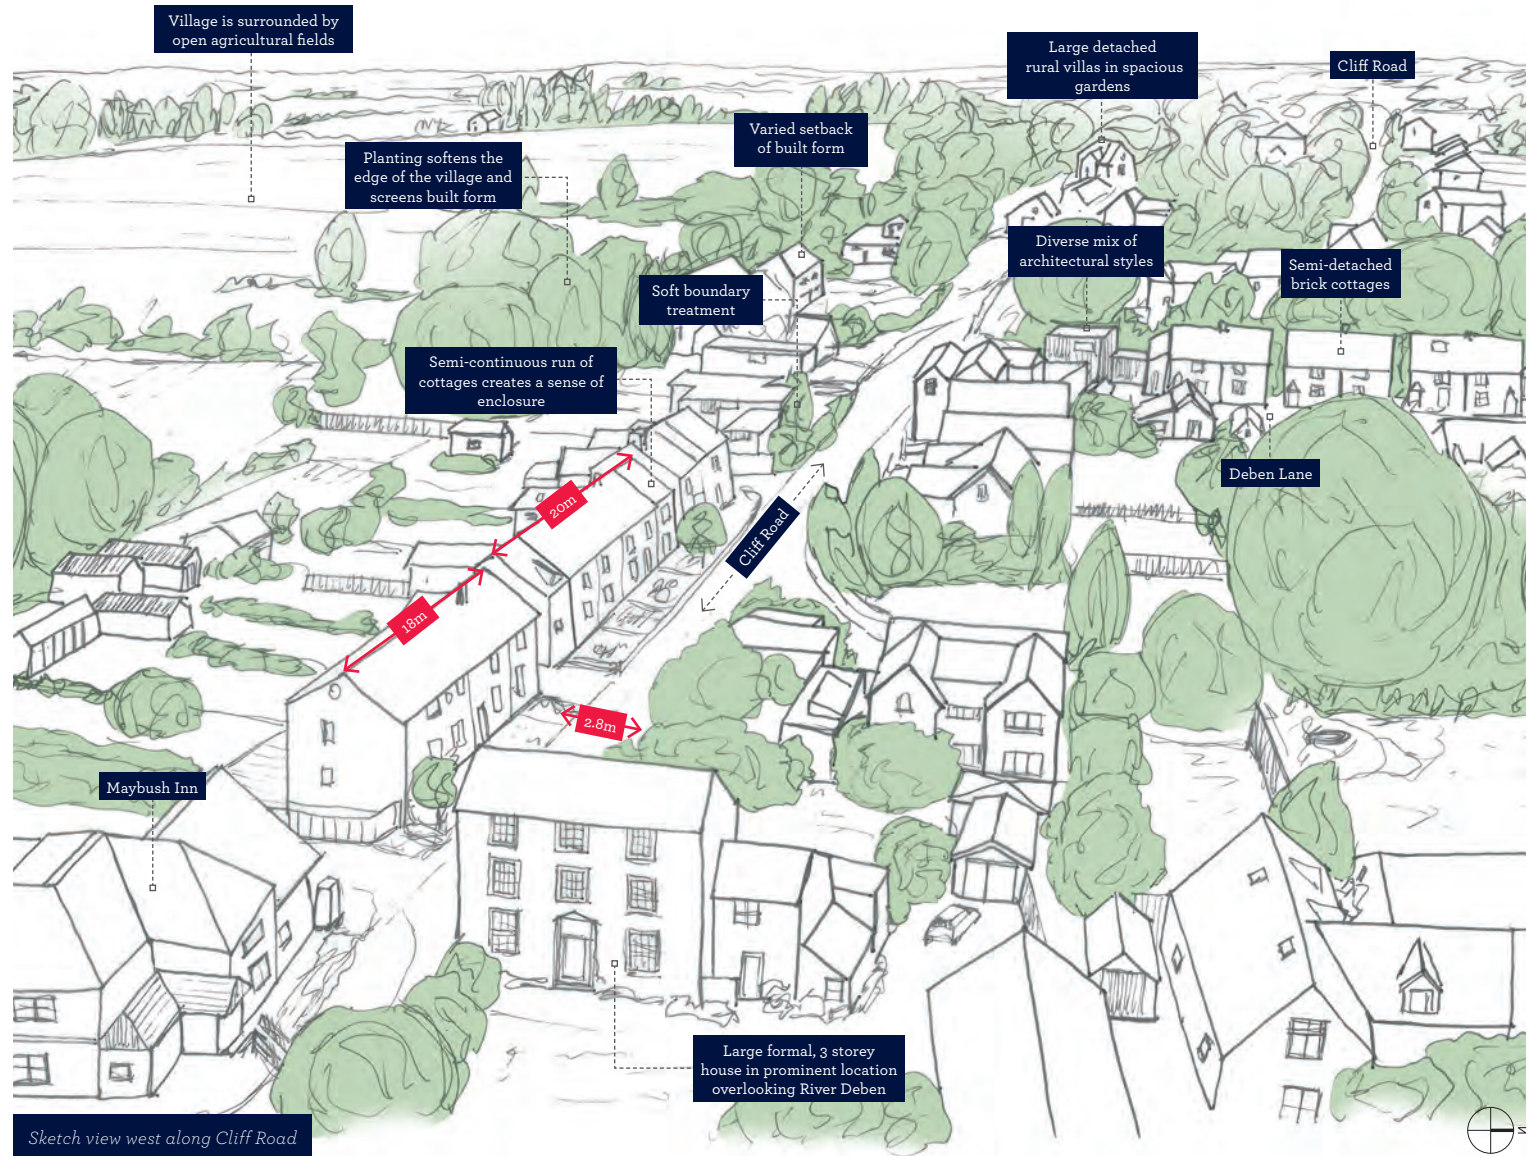 Village is surrounded by
open agricultural fields
Large detached
rural villas in spacious
gardens
Cliff Road
Varied setback
of built form
Planting softens the
edge of the village and
screens built form
Diverse mix of
architectural styles
Semi-detached
brick cottages
Soft boundary
treatment
Semi-continuous run of
cottages creates a sense of
enclosure
Deben Lane
20m
Cliff Road
18m
2.8m
Maybush Inn
Large formal, 3 storey
house in prominent location
overlooking River Deben
Sketch view west along Cliff Road
N